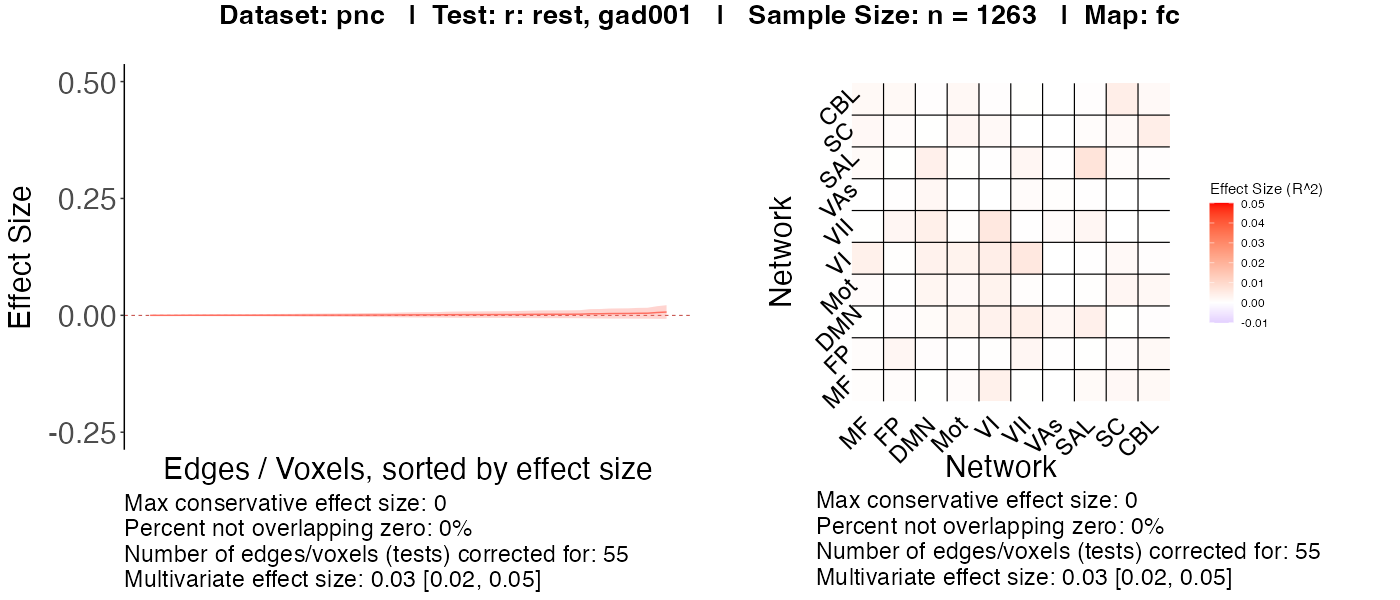 Dataset: pnc | Test: r: rest, gad001 | Sample Size: n = 1263 | Map: fc
0.50
0.25
0.00
-0.25
Effect Size
Edges / Voxels, sorted by effect size
Max conservative effect size: 0
Percent not overlapping zero: 0%
Number of edges/voxels (tests) corrected for: 55
Multivariate effect size: 0.03 [0.02, 0.05]
Network
CBL
SC
SAL
VAs
VII
VI
Mot
DMN
FP
MF
MF
FP
DMN
Mot
VI
VII
VAs
SAL
SC
CBL
Network
Effect Size (R^2)
0.05
0.04
0.03
0.02
0.01
0.00
-0.01
Max conservative effect size: 0
Percent not overlapping zero: 0%
Number of edges/voxels (tests) corrected for: 55
Multivariate effect size: 0.03 [0.02, 0.05]